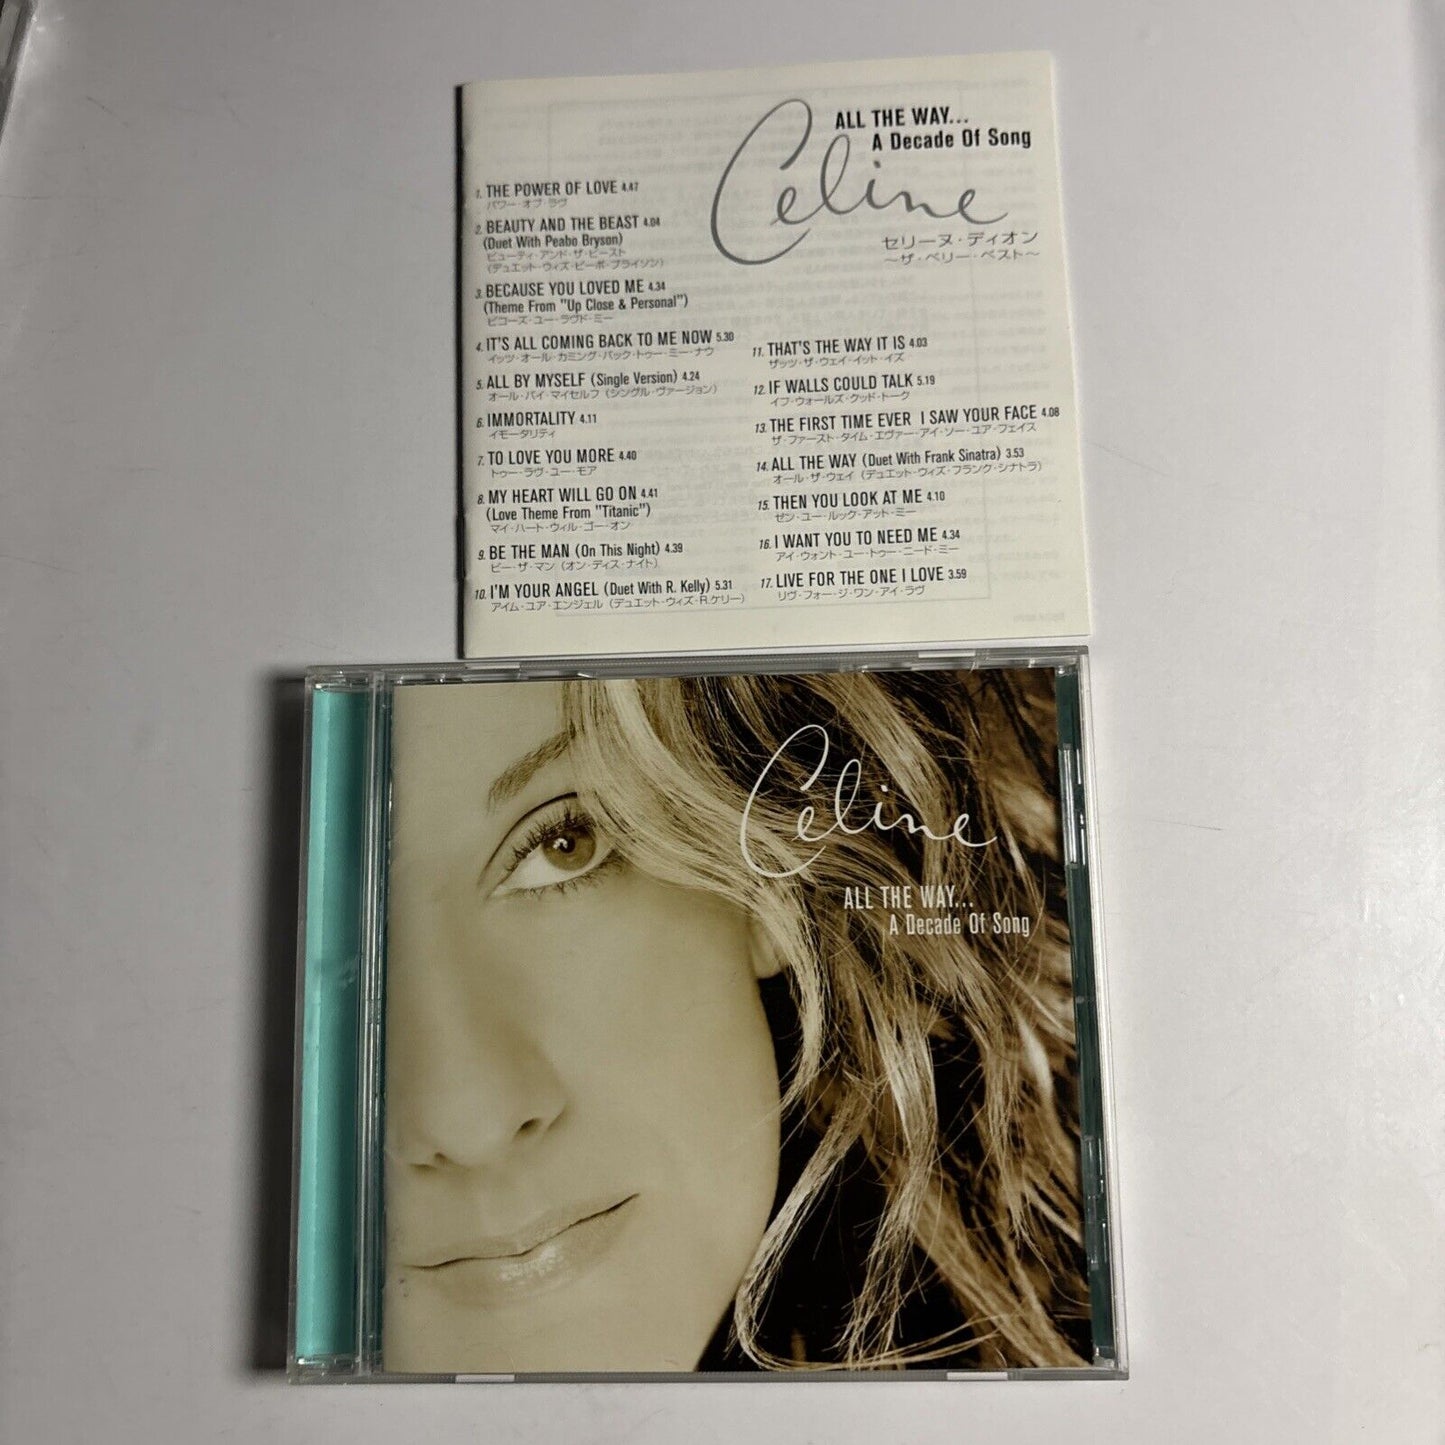 ALL THE WAY...
A Decade Of Song
Celine
セリーヌ・ディオン
〜ザ・ベリー・ベスト〜
1. THE POWER OF LOVE 4.47
パワー・オブ・ラヴ
2. BEAUTY AND THE BEAST 4.04
(Duet With Peabo Bryson)
ビューティ・アンド・ザ・ビースト
(デュエット・ウィズ・ピーボ・ブライソン)
3. BECAUSE YOU LOVED ME 4.34
(Theme From "Up Close & Personal")
ビコーズ・ユー・ラヴド・ミー
4. IT'S ALL COMING BACK TO ME NOW 5.30
イッツ・オール・カミング・バック・トゥー・ミー・ナウ
5. ALL BY MYSELF (Single Version) 4.24
オール・バイ・マイセルフ (シングル・ヴァージョン)
6. IMMORTALITY 4.11
イモータリティ
7. TO LOVE YOU MORE 4.40
トゥー・ラヴ・ユー・モア
8. MY HEART WILL GO ON 4.41
(Love Theme From "Titanic")
マイ・ハート・ウィル・ゴー・オン
9. BE THE MAN (On This Night) 4.39
ビー・ザ・マン (オン・ディス・ナイト)
10. I'M YOUR ANGEL (Duet With R. Kelly) 5.31
アイム・ユア・エンジェル (デュエット・ウィズ・R.ケリー)
11. THAT'S THE WAY IT IS 4.03
ザッツ・ザ・ウェイ・イット・イズ
12. IF WALLS COULD TALK 5.19
イフ・ウォールズ・クッド・トーク
13. THE FIRST TIME EVER I SAW YOUR FACE 4.08
ザ・ファースト・タイム・エヴァー・アイ・ソー・ユア・フェイス
14. ALL THE WAY (Duet With Frank Sinatra) 3.53
オール・ザ・ウェイ (デュエット・ウィズ・フランク・シナトラ)
15. THEN YOU LOOK AT ME 4.10
ゼン・ユー・ルック・アット・ミー
16. I WANT YOU TO NEED ME 4.34
アイ・ウォント・ユー・トゥー・ニード・ミー
17. LIVE FOR THE ONE I LOVE 3.59
リヴ・フォー・ジ・ワン・アイ・ラヴ
Celine
ALL THE WAY...
A Decade Of Song